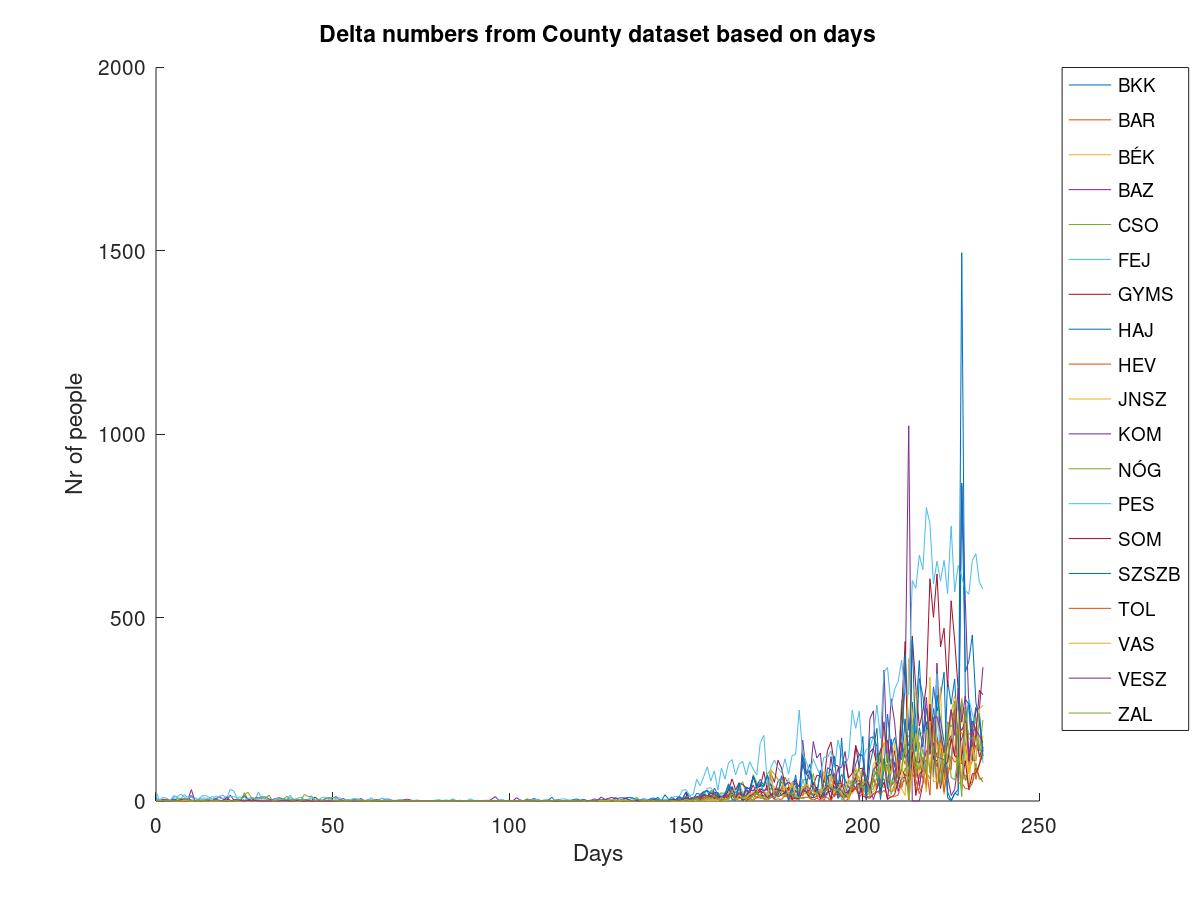 Delta numbers from County dataset based on days
2000
1500
1000
500
0
Nr of people
0 50 100 150 200 250
Days
BKK
BAR
BÉK
BAZ
CSO
FEJ
GYMS
HAJ
HEV
JNSZ
KOM
NÓG
PES
SOM
SZSZB
TOL
VAS
VESZ
ZAL